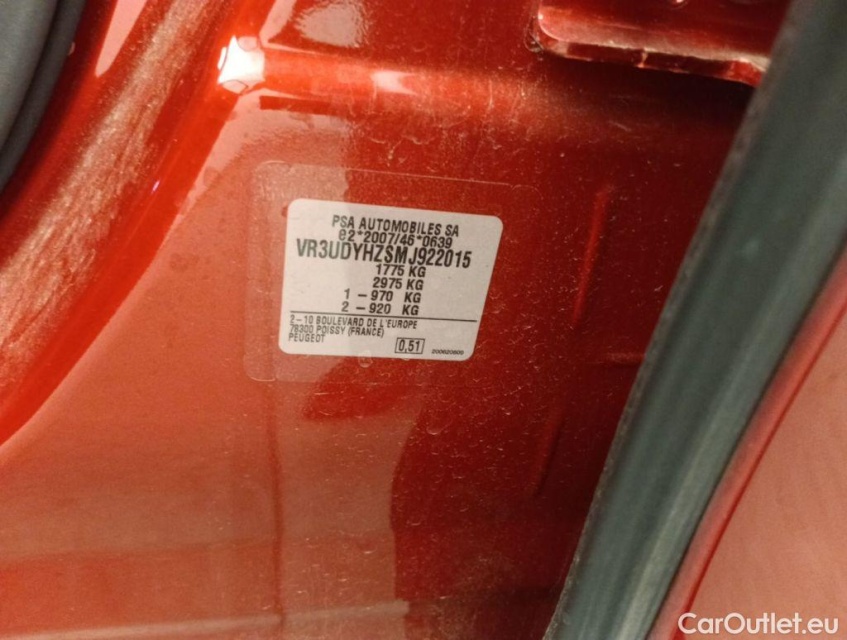 PSA AUTOMOBILES SA
e2*2007/46*0639
VR3UDYHZSMJ922015
1775 KG
2975 KG
1 - 970 KG
2 - 920 KG
2-10 BOULEVARD DE L'EUROPE
78300 POISSY (FRANCE)
PEUGEOT
0,51
CarOutlet.eu